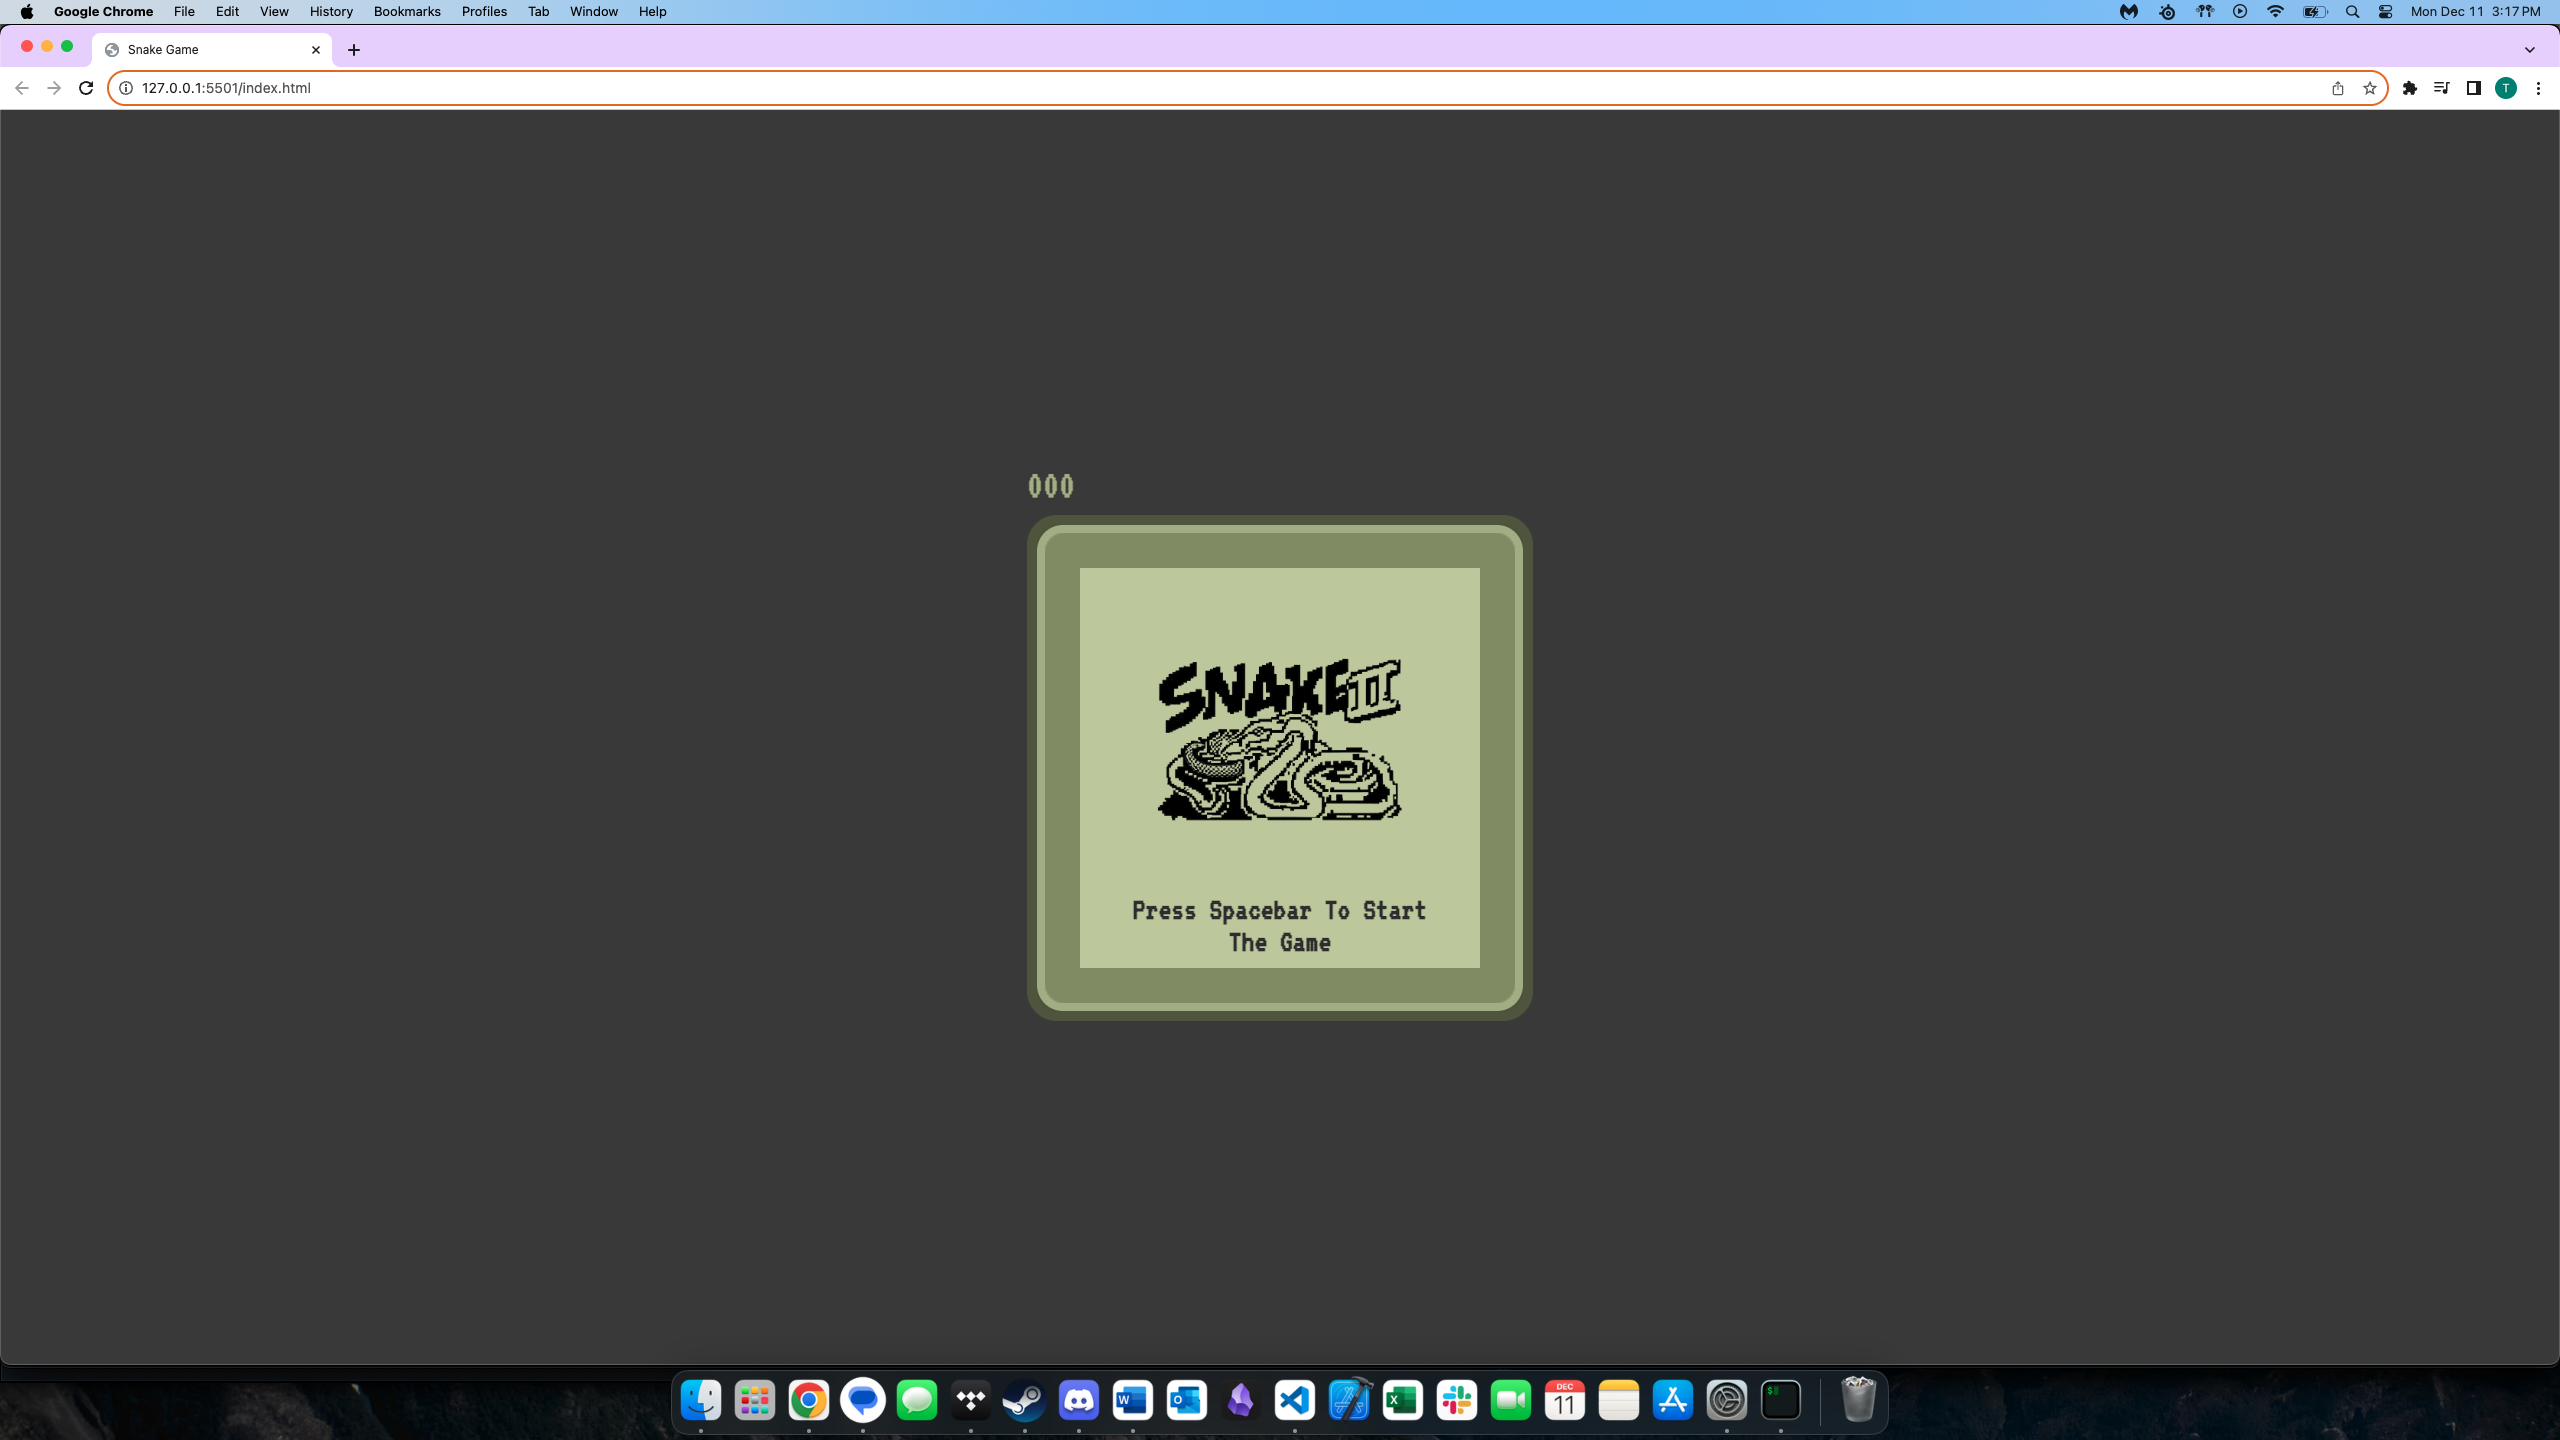 Google Chrome File Edit View History Bookmarks Profiles Tab Window Help Mon Dec 11 3:17 PM
Snake Game
127.0.0.1:5501/index.html
T
000
SNAKE II
Press Spacebar To Start
The Game
W
O
X
DEC
11
$